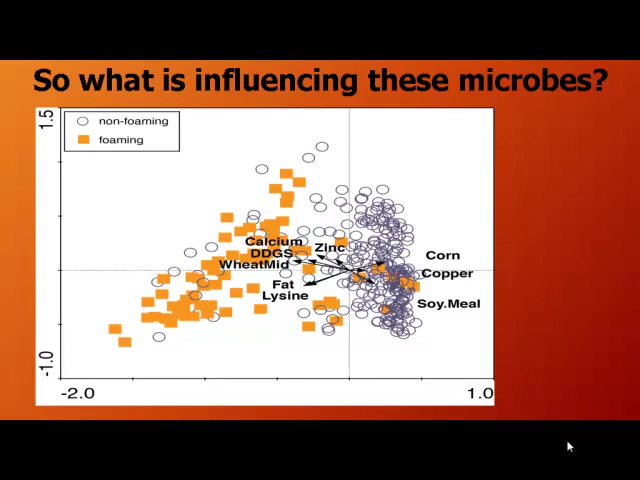 So what is influencing these microbes?
1.5
non-foaming
foaming
Calcium
Zinc
DDGS
Corn
WheatMid
Copper
Fat
Lysine
Soy.Meal
-1.0
-2.0
1.0